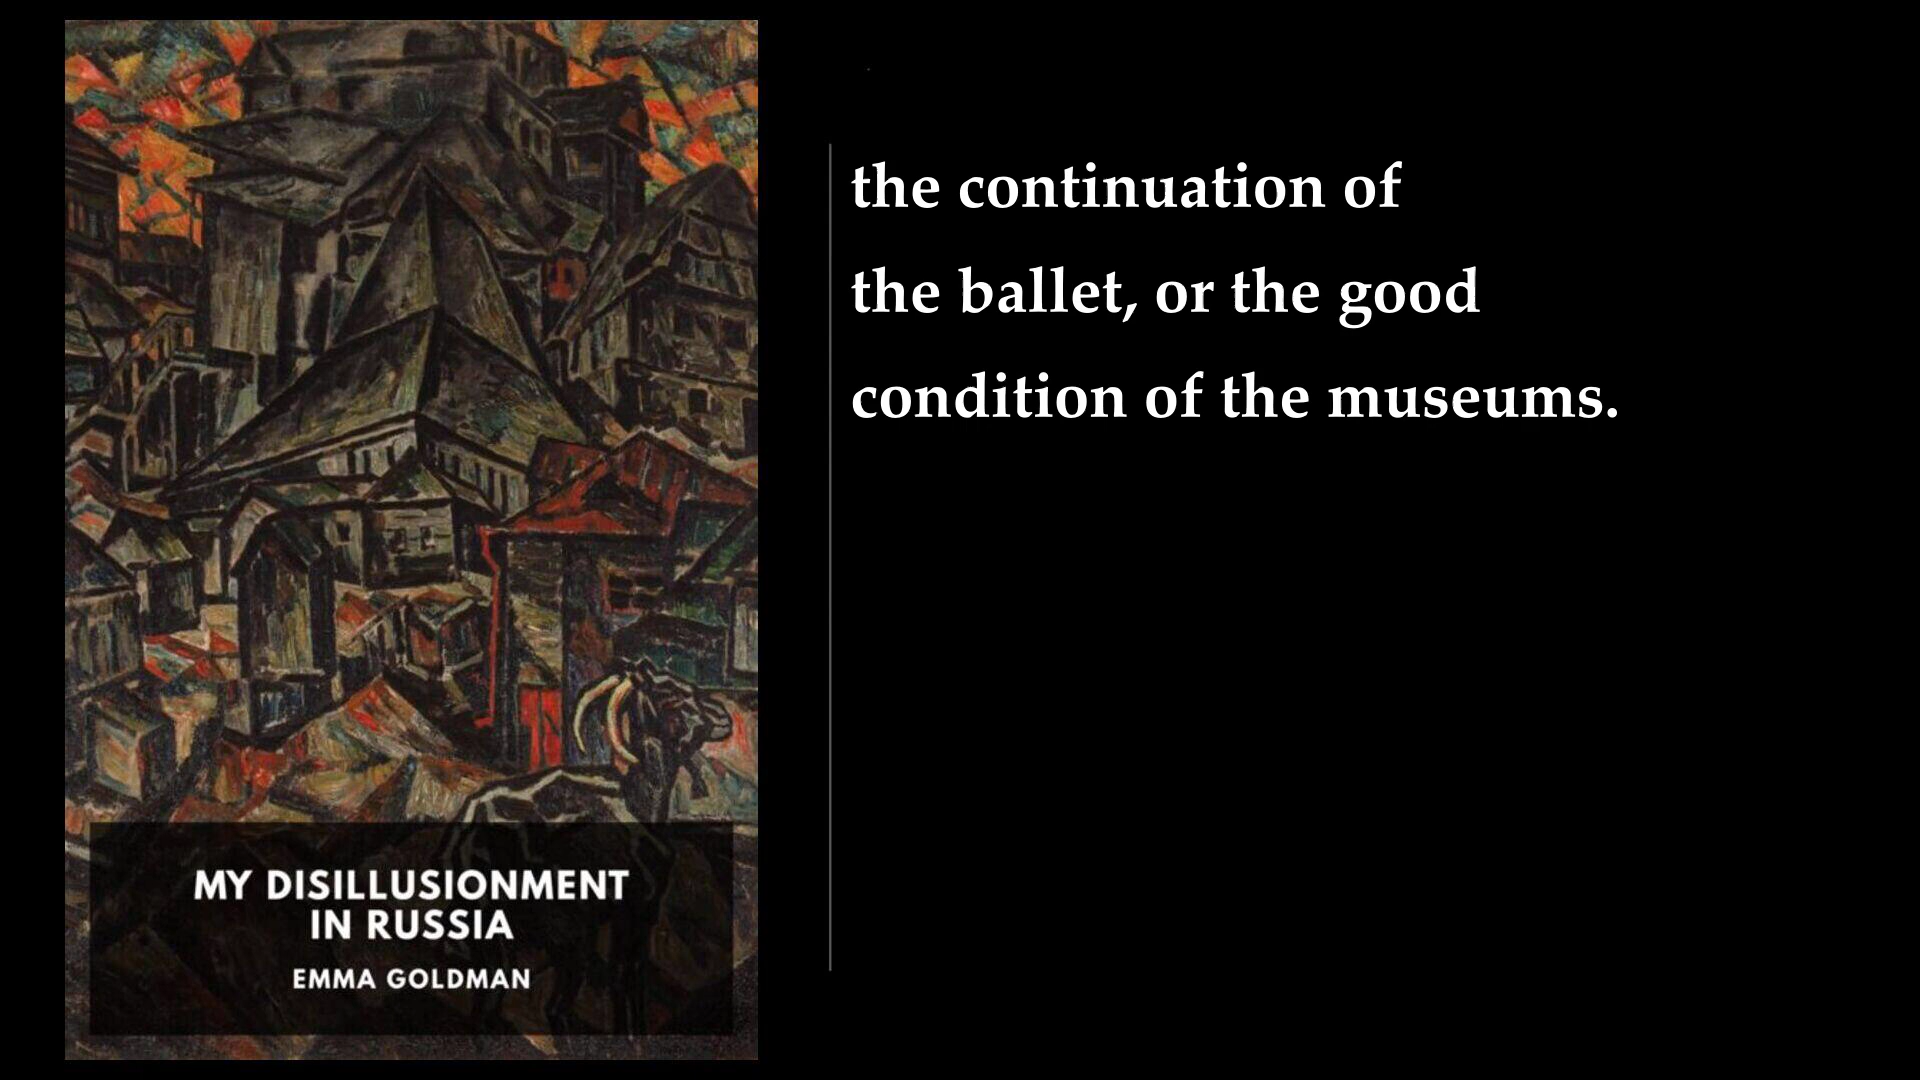 MY DISILLUSIONMENT
IN RUSSIA
EMMA GOLDMAN
the continuation of
the ballet, or the good
condition of the museums.